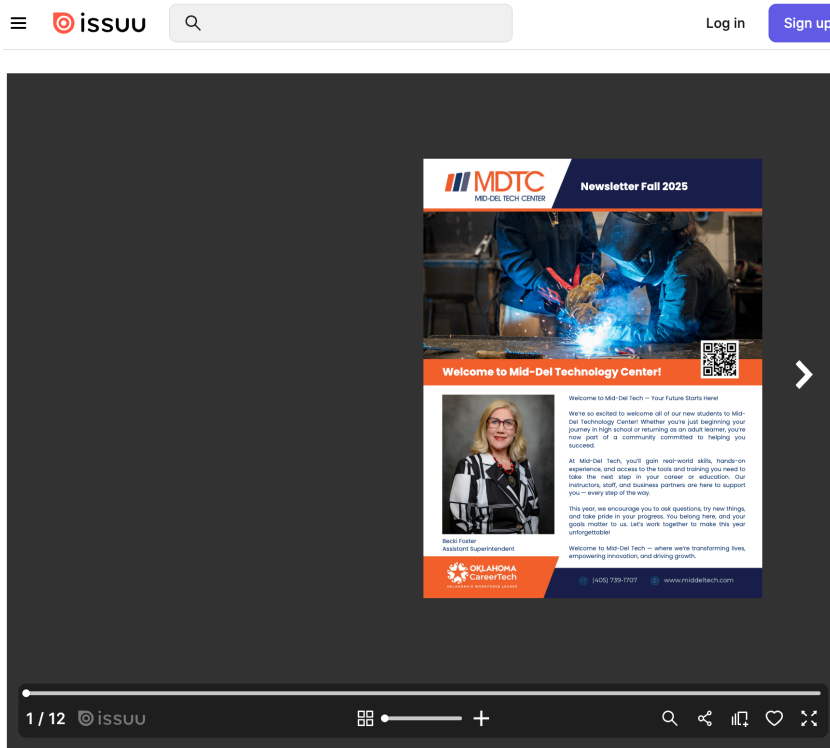 issuu
Log in
Sign up
MDTC
MID-DEL TECH CENTER
Newsletter Fall 2025
Welcome to Mid-Del Technology Center!
Welcome to Mid-Del Tech — Your Future Starts Here!
We're so excited to welcome all of our new students to Mid-
Del Technology Center! Whether you're just beginning your
journey in high school or returning as an adult learner, you're
now part of a community committed to helping you
succeed.
At Mid-Del Tech, you'll gain real-world skills, hands-on
experience, and access to the tools and training you need to
take the next step in your career or education. Our
instructors, staff, and business partners are here to support
you — every step of the way.
This year, we encourage you to ask questions, try new things,
and take pride in your progress. You belong here, and your
goals matter to us. Let's work together to make this year
unforgettable!
Welcome to Mid-Del Tech — where we're transforming lives,
empowering innovation, and driving growth.
Becki Foster
Assistant Superintendent
OKLAHOMA
CareerTech
OKLAHOMA'S WORKFORCE LEADER
(405) 739-1707
www.middeltech.com
1 / 12
issuu